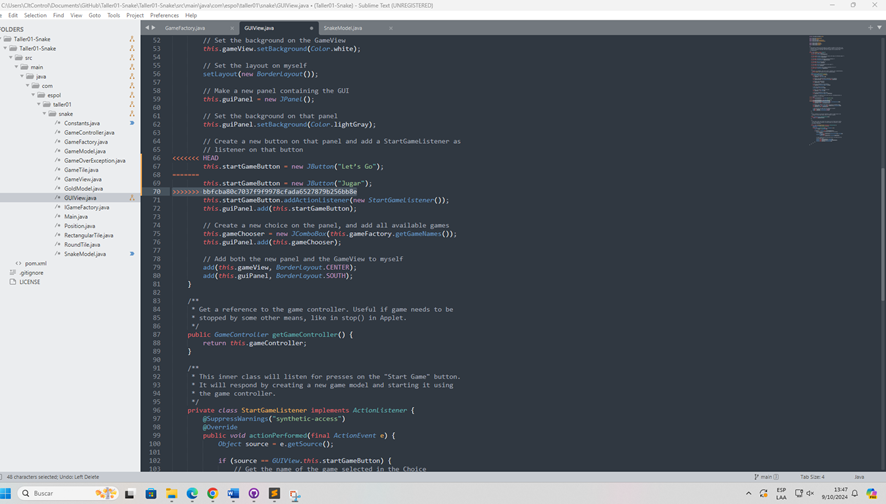 C:\CltControl\Documents\GitHub\Taller01-Snake\Taller01-Snake\src\main\java\com\espol\taller01\snake\GUIView.java • (Taller01-Snake) - Sublime Text (UNREGISTERED)
Edit Selection Find View Goto Tools Project Preferences Help
FOLDERS
Taller01-Snake
Taller01-Snake
src
main
java
com
espol
taller01
snake
Constants.java
GameController.java
GameFactory.java
GameModel.java
GameOverException.java
GameTile.java
GameView.java
GoldModel.java
GUIView.java
IGameFactory.java
Main.java
Position.java
RectangularTile.java
RoundTile.java
SnakeModel.java
pom.xml
.gitignore
LICENSE
GameFactory.java GUIView.java SnakeModel.java
52 // Set the background on the GameView
53 this.gameView.setBackground(Color.white);
54
55 // Set the layout on myself
56 setLayout(new BorderLayout());
57
58 // Make a new panel containing the GUI
59 this.guiPanel = new JPanel();
60
61 // Set the background on that panel
62 this.guiPanel.setBackground(Color.lightGray);
63
64 // Create a new button on that panel and add a StartGameListener as
65 // listener on that button
66 <<<<<<< HEAD
67 this.startGameButton = new JButton("Let's Go");
68 =======
69 this.startGameButton = new JButton("Jugar");
70 >>>>>>> bbfcba80c7037f9f9978cfada6527879b256bb8e
71 this.startGameButton.addActionListener(new StartGameListener());
72 this.guiPanel.add(this.startGameButton);
73
74 // Create a new choice on the panel, and add all available games
75 this.gameChooser = new JComboBox(this.gameFactory.getGameNames());
76 this.guiPanel.add(this.gameChooser);
77
78 // Add both the new panel and the GameView to myself
79 add(this.gameView, BorderLayout.CENTER);
80 add(this.guiPanel, BorderLayout.SOUTH);
81 }
82
83 /**
84 * Get a reference to the game controller. Useful if game needs to be
85 * stopped by some other means, like in stop() in Applet.
86 */
87 public GameController getGameController() {
88 return this.gameController;
89 }
90
91 /**
92 * This inner class will listen for presses on the "Start Game" button.
93 * It will respond by creating a new game model and starting it using
94 * the game controller.
95 */
96 private class StartGameListener implements ActionListener {
97 @SuppressWarnings("synthetic-access")
98 @Override
99 public void actionPerformed(final ActionEvent e) {
100 Object source = e.getSource();
101
102 if (source == GUIView.this.startGameButton) {
103 // Get the name of the game selected in the Choice
48 characters selected; Undo: Left Delete
main 3 Tab Size: 4 Java
Buscar
ESP
LAA
13:47
9/10/2024